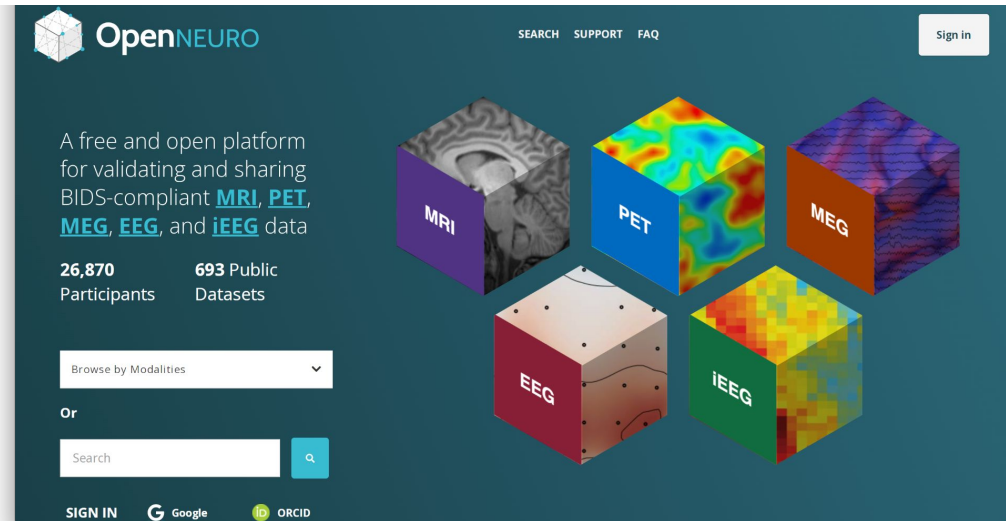 OpenNEURO
SEARCH SUPPORT FAQ
Sign in
A free and open platform
for validating and sharing
BIDS-compliant MRI, PET,
MEG, EEG, and iEEG data
26,870
Participants
693 Public
Datasets
Browse by Modalities
Or
Search
SIGN IN
G Google
iD ORCID
MRI
PET
MEG
EEG
iEEG